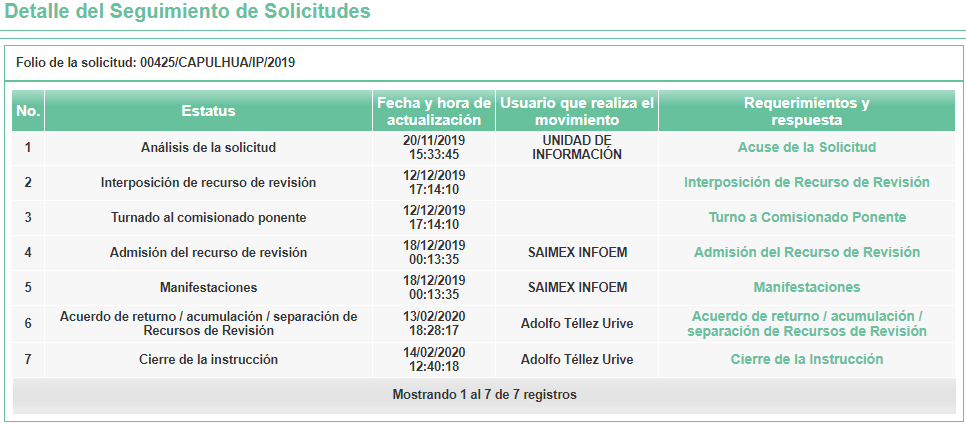 Detalle del Seguimiento de Solicitudes
Folio de la solicitud: 00425/CAPULHUA/IP/2019
No. Estatus Fecha y hora de actualización Usuario que realiza el movimiento Requerimientos y respuesta
1 Análisis de la solicitud 20/11/2019 15:33:45 UNIDAD DE INFORMACIÓN Acuse de la Solicitud
2 Interposición de recurso de revisión 12/12/2019 17:14:10 Interposición de Recurso de Revisión
3 Turnado al comisionado ponente 12/12/2019 17:14:10 Turno a Comisionado Ponente
4 Admisión del recurso de revisión 18/12/2019 00:13:35 SAIMEX INFOEM Admisión del Recurso de Revisión
5 Manifestaciones 18/12/2019 00:13:35 SAIMEX INFOEM Manifestaciones
6 Acuerdo de returno / acumulación / separación de Recursos de Revisión 13/02/2020 18:28:17 Adolfo Téllez Urive Acuerdo de returno / acumulación / separación de Recursos de Revisión
7 Cierre de la instrucción 14/02/2020 12:40:18 Adolfo Téllez Urive Cierre de la Instrucción
Mostrando 1 al 7 de 7 registros